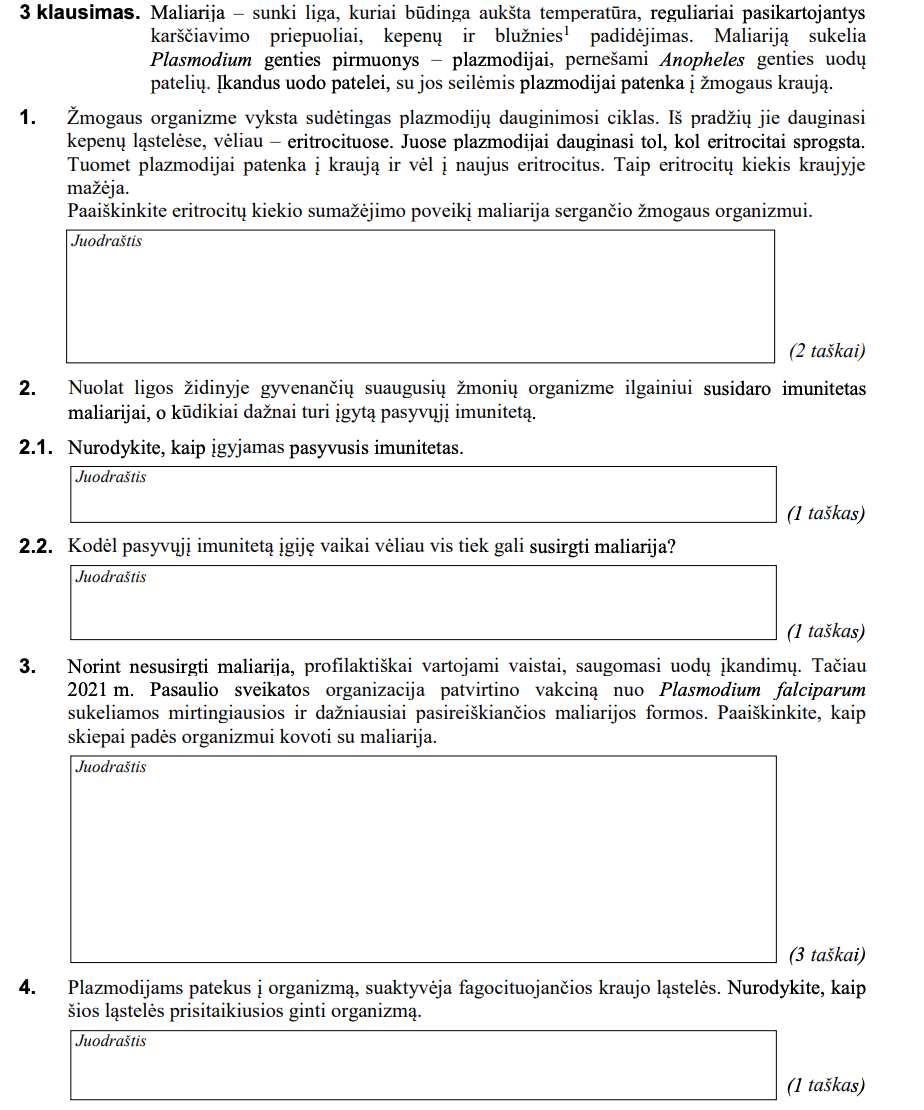 3 klausimas. Maliarija – sunki liga, kuriai būdinga aukšta temperatūra, reguliariai pasikartojantys
karščiavimo priepuoliai, kepenų ir blužnies¹ padidėjimas. Maliariją sukelia
Plasmodium genties pirmuonys – plazmodijai, pernešami Anopheles genties uodų
patelių. Įkandus uodo patelei, su jos seilėmis plazmodijai patenka į žmogaus kraują.
1. Žmogaus organizme vyksta sudėtingas plazmodijų dauginimosi ciklas. Iš pradžių jie dauginasi
kepenų ląstelėse, vėliau – eritrocituose. Juose plazmodijai dauginasi tol, kol eritrocitai sprogsta.
Tuomet plazmodijai patenka į kraują ir vėl į naujus eritrocitus. Taip eritrocitų kiekis kraujyje
mažėja.
Paaiškinkite eritrocitų kiekio sumažėjimo poveikį maliarija sergančio žmogaus organizmui.
Juodraštis
(2 taškai)
2. Nuolat ligos židinyje gyvenančių suaugusių žmonių organizme ilgainiui susidaro imunitetas
maliarijai, o kūdikiai dažnai turi įgytą pasyvųjį imunitetą.
2.1. Nurodykite, kaip įgyjamas pasyvusis imunitetas.
Juodraštis
(1 taškas)
2.2. Kodėl pasyvųjį imunitetą įgiję vaikai vėliau vis tiek gali susirgti maliarija?
Juodraštis
(1 taškas)
3. Norint nesusirgti maliarija, profilaktiškai vartojami vaistai, saugomasi uodų įkandimų. Tačiau
2021 m. Pasaulio sveikatos organizacija patvirtino vakciną nuo Plasmodium falciparum
sukeliamos mirtingiausios ir dažniausiai pasireiškiančios maliarijos formos. Paaiškinkite, kaip
skiepai padės organizmui kovoti su maliarija.
Juodraštis
(3 taškai)
4. Plazmodijams patekus į organizmą, suaktyvėja fagocituojančios kraujo ląstelės. Nurodykite, kaip
šios ląstelės prisitaikiusios ginti organizmą.
Juodraštis
(1 taškas)